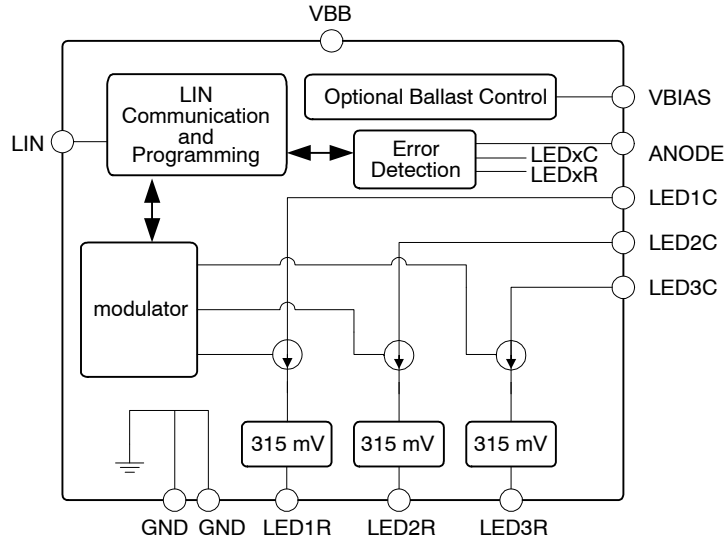 VBB
LIN
Communication
and
Programming
Optional Ballast Control
VBIAS
LIN
Error
Detection
LEDxC
LEDxR
ANODE
LED1C
LED2C
LED3C
modulator
315 mV
315 mV
315 mV
GND
GND
LED1R
LED2R
LED3R